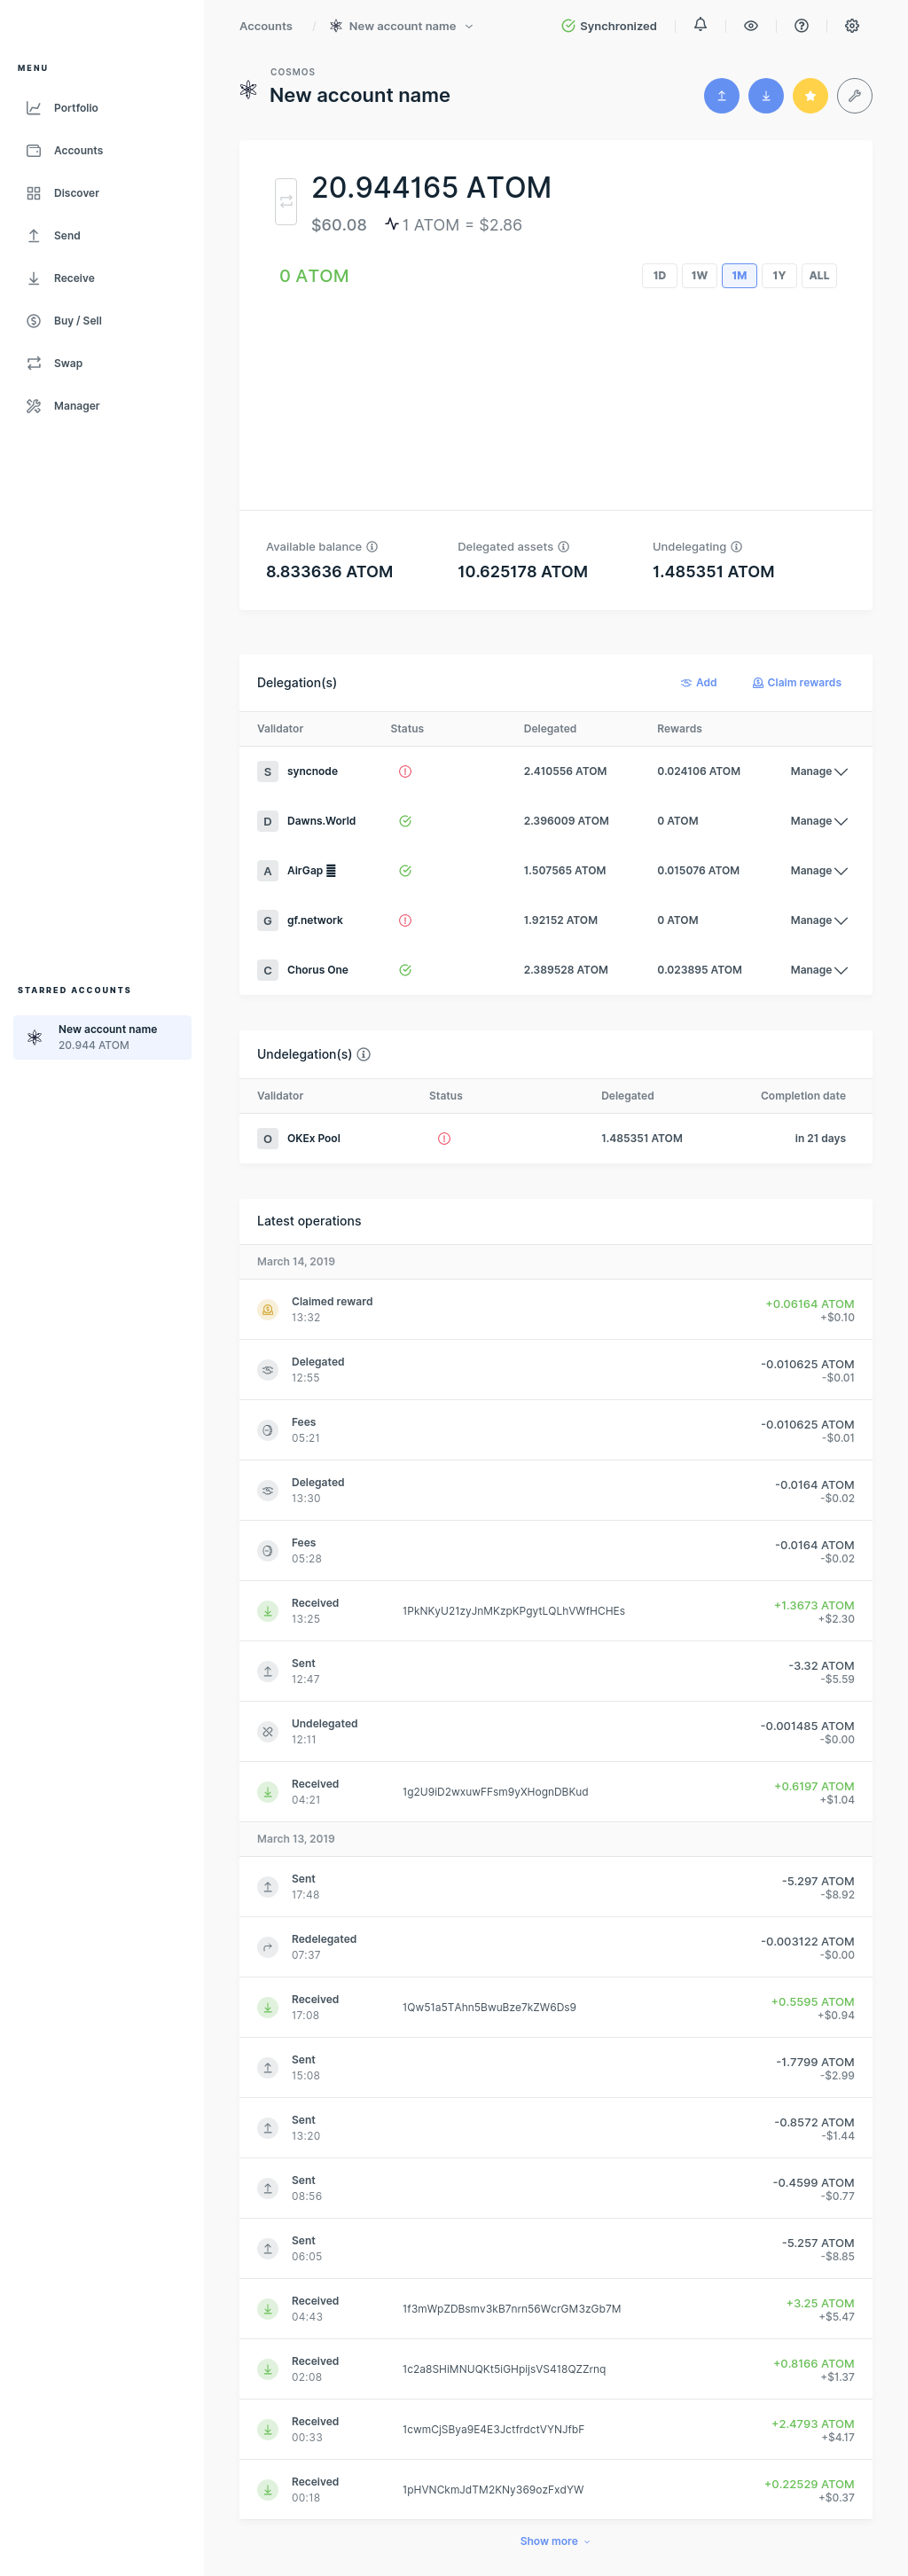 Accounts / New account name
Synchronized
MENU
Portfolio
Accounts
Discover
Send
Receive
Buy / Sell
Swap
Manager
STARRED ACCOUNTS
New account name
20.944 ATOM
COSMOS
New account name
20.944165 ATOM
$60.08 1 ATOM = $2.86
0 ATOM
1D 1W 1M 1Y ALL
Available balance Delegated assets Undelegating
8.833636 ATOM 10.625178 ATOM 1.485351 ATOM
Delegation(s) Add Claim rewards
Validator Status Delegated Rewards
S syncnode 2.410556 ATOM 0.024106 ATOM Manage
D Dawns.World 2.396009 ATOM 0 ATOM Manage
A AirGap 1.507565 ATOM 0.015076 ATOM Manage
G gf.network 1.92152 ATOM 0 ATOM Manage
C Chorus One 2.389528 ATOM 0.023895 ATOM Manage
Undelegation(s)
Validator Status Delegated Completion date
O OKEx Pool 1.485351 ATOM in 21 days
Latest operations
March 14, 2019
Claimed reward +0.06164 ATOM
13:32 +$0.10
Delegated -0.010625 ATOM
12:55 -$0.01
Fees -0.010625 ATOM
05:21 -$0.01
Delegated -0.0164 ATOM
13:30 -$0.02
Fees -0.0164 ATOM
05:28 -$0.02
Received 1PkNKyU21zyJnMKzpKPgytLQLhVWfHCHEs +1.3673 ATOM
13:25 +$2.30
Sent -3.32 ATOM
12:47 -$5.59
Undelegated -0.001485 ATOM
12:11 -$0.00
Received 1g2U9iD2wxuwFFsm9yXHognDBKud +0.6197 ATOM
04:21 +$1.04
March 13, 2019
Sent -5.297 ATOM
17:48 -$8.92
Redelegated -0.003122 ATOM
07:37 -$0.00
Received 1Qw51a5TAhn5BwuBze7kZW6Ds9 +0.5595 ATOM
17:08 +$0.94
Sent -1.7799 ATOM
15:08 -$2.99
Sent -0.8572 ATOM
13:20 -$1.44
Sent -0.4599 ATOM
08:56 -$0.77
Sent -5.257 ATOM
06:05 -$8.85
Received 1f3mWpZDBsmv3kB7nrn56WcrGM3zGb7M +3.25 ATOM
04:43 +$5.47
Received 1c2a8SHiMNUQKt5iGHpijsVS418QZZrnq +0.8166 ATOM
02:08 +$1.37
Received 1cwmCjSBya9E4E3JctfrdctVYNJfbF +2.4793 ATOM
00:33 +$4.17
Received 1pHVNCkmJdTM2KNy369ozFxdYW +0.22529 ATOM
00:18 +$0.37
Show more